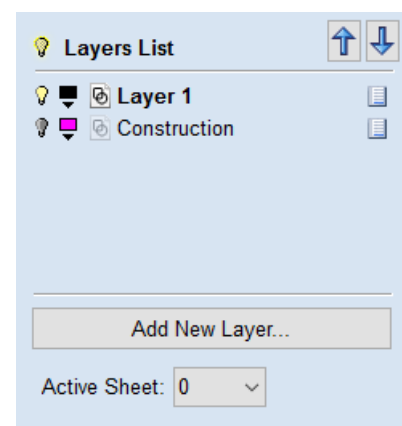 Layers List
Layer 1
Construction
Add New Layer...
Active Sheet: 0